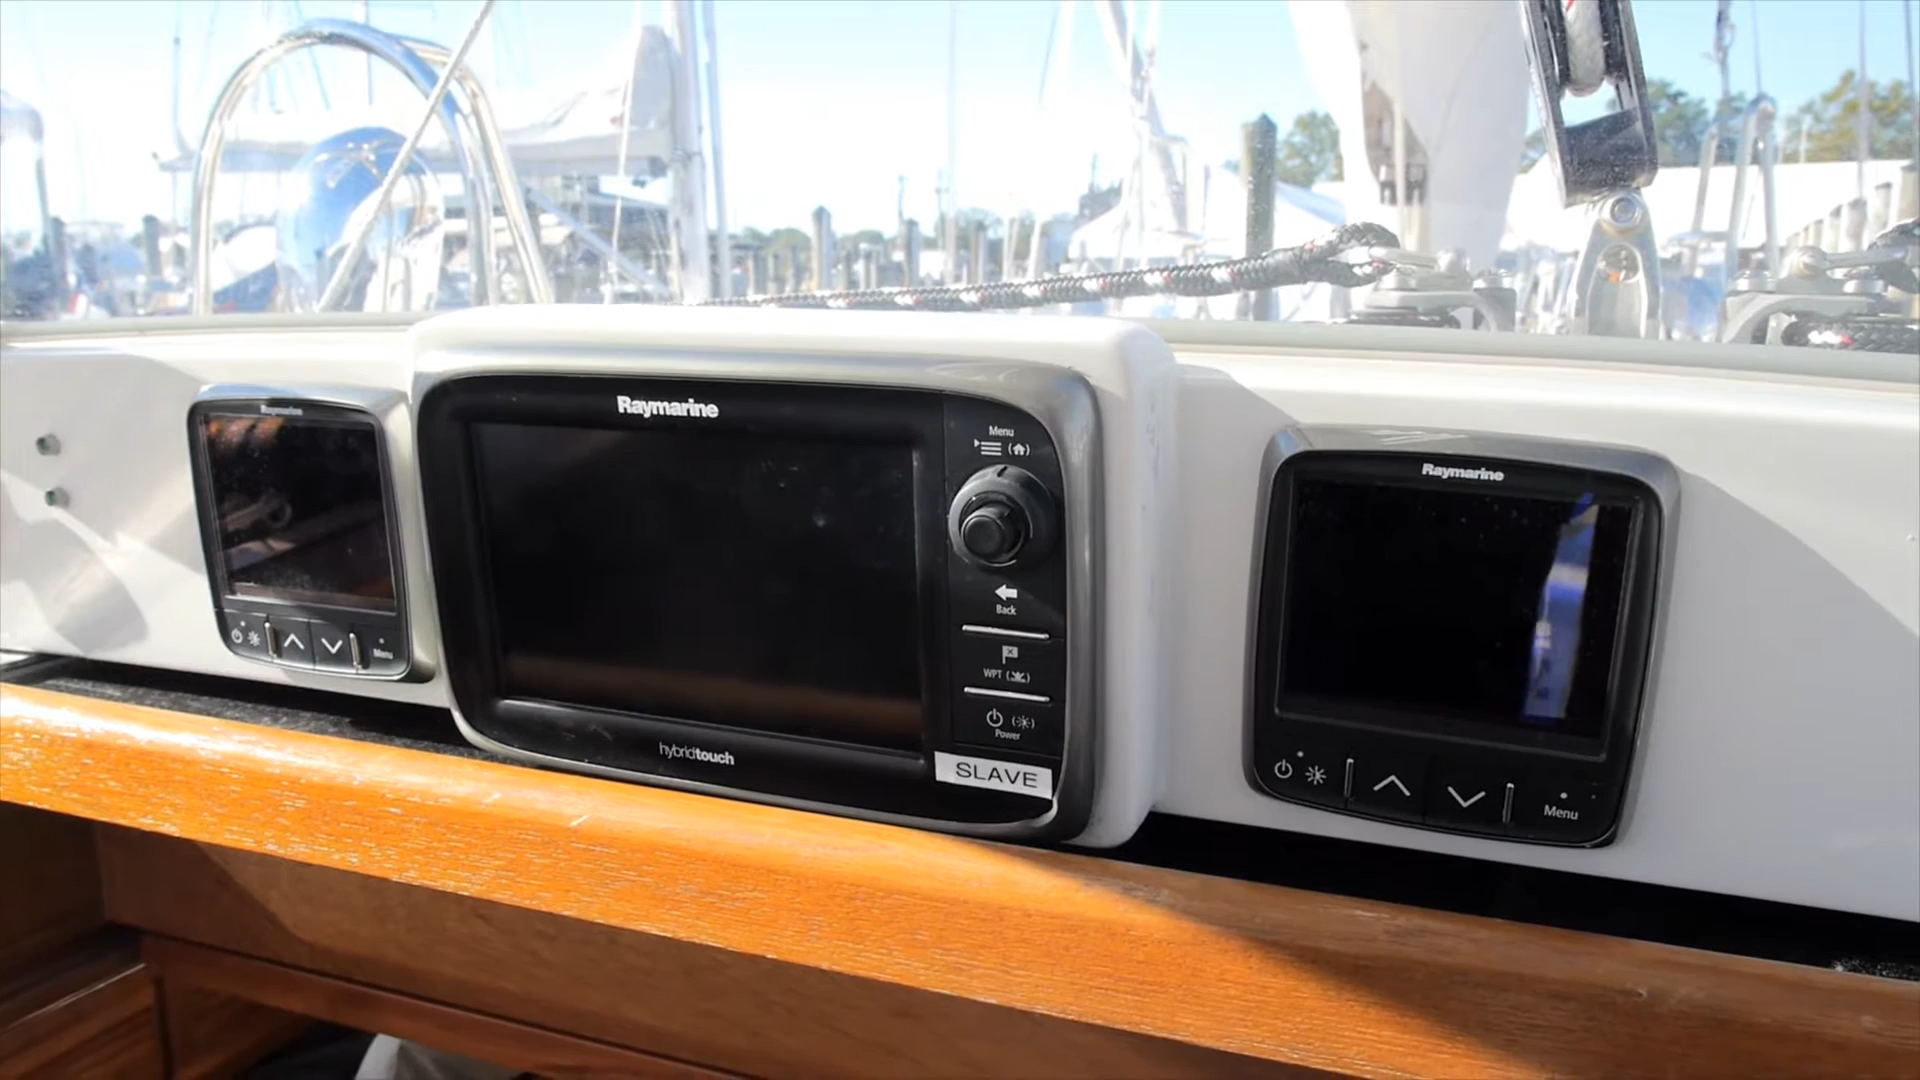 Raymarine
Menu
Raymarine
Menu
Back
WPT
Power
hybridtouch
SLAVE
Raymarine
Menu